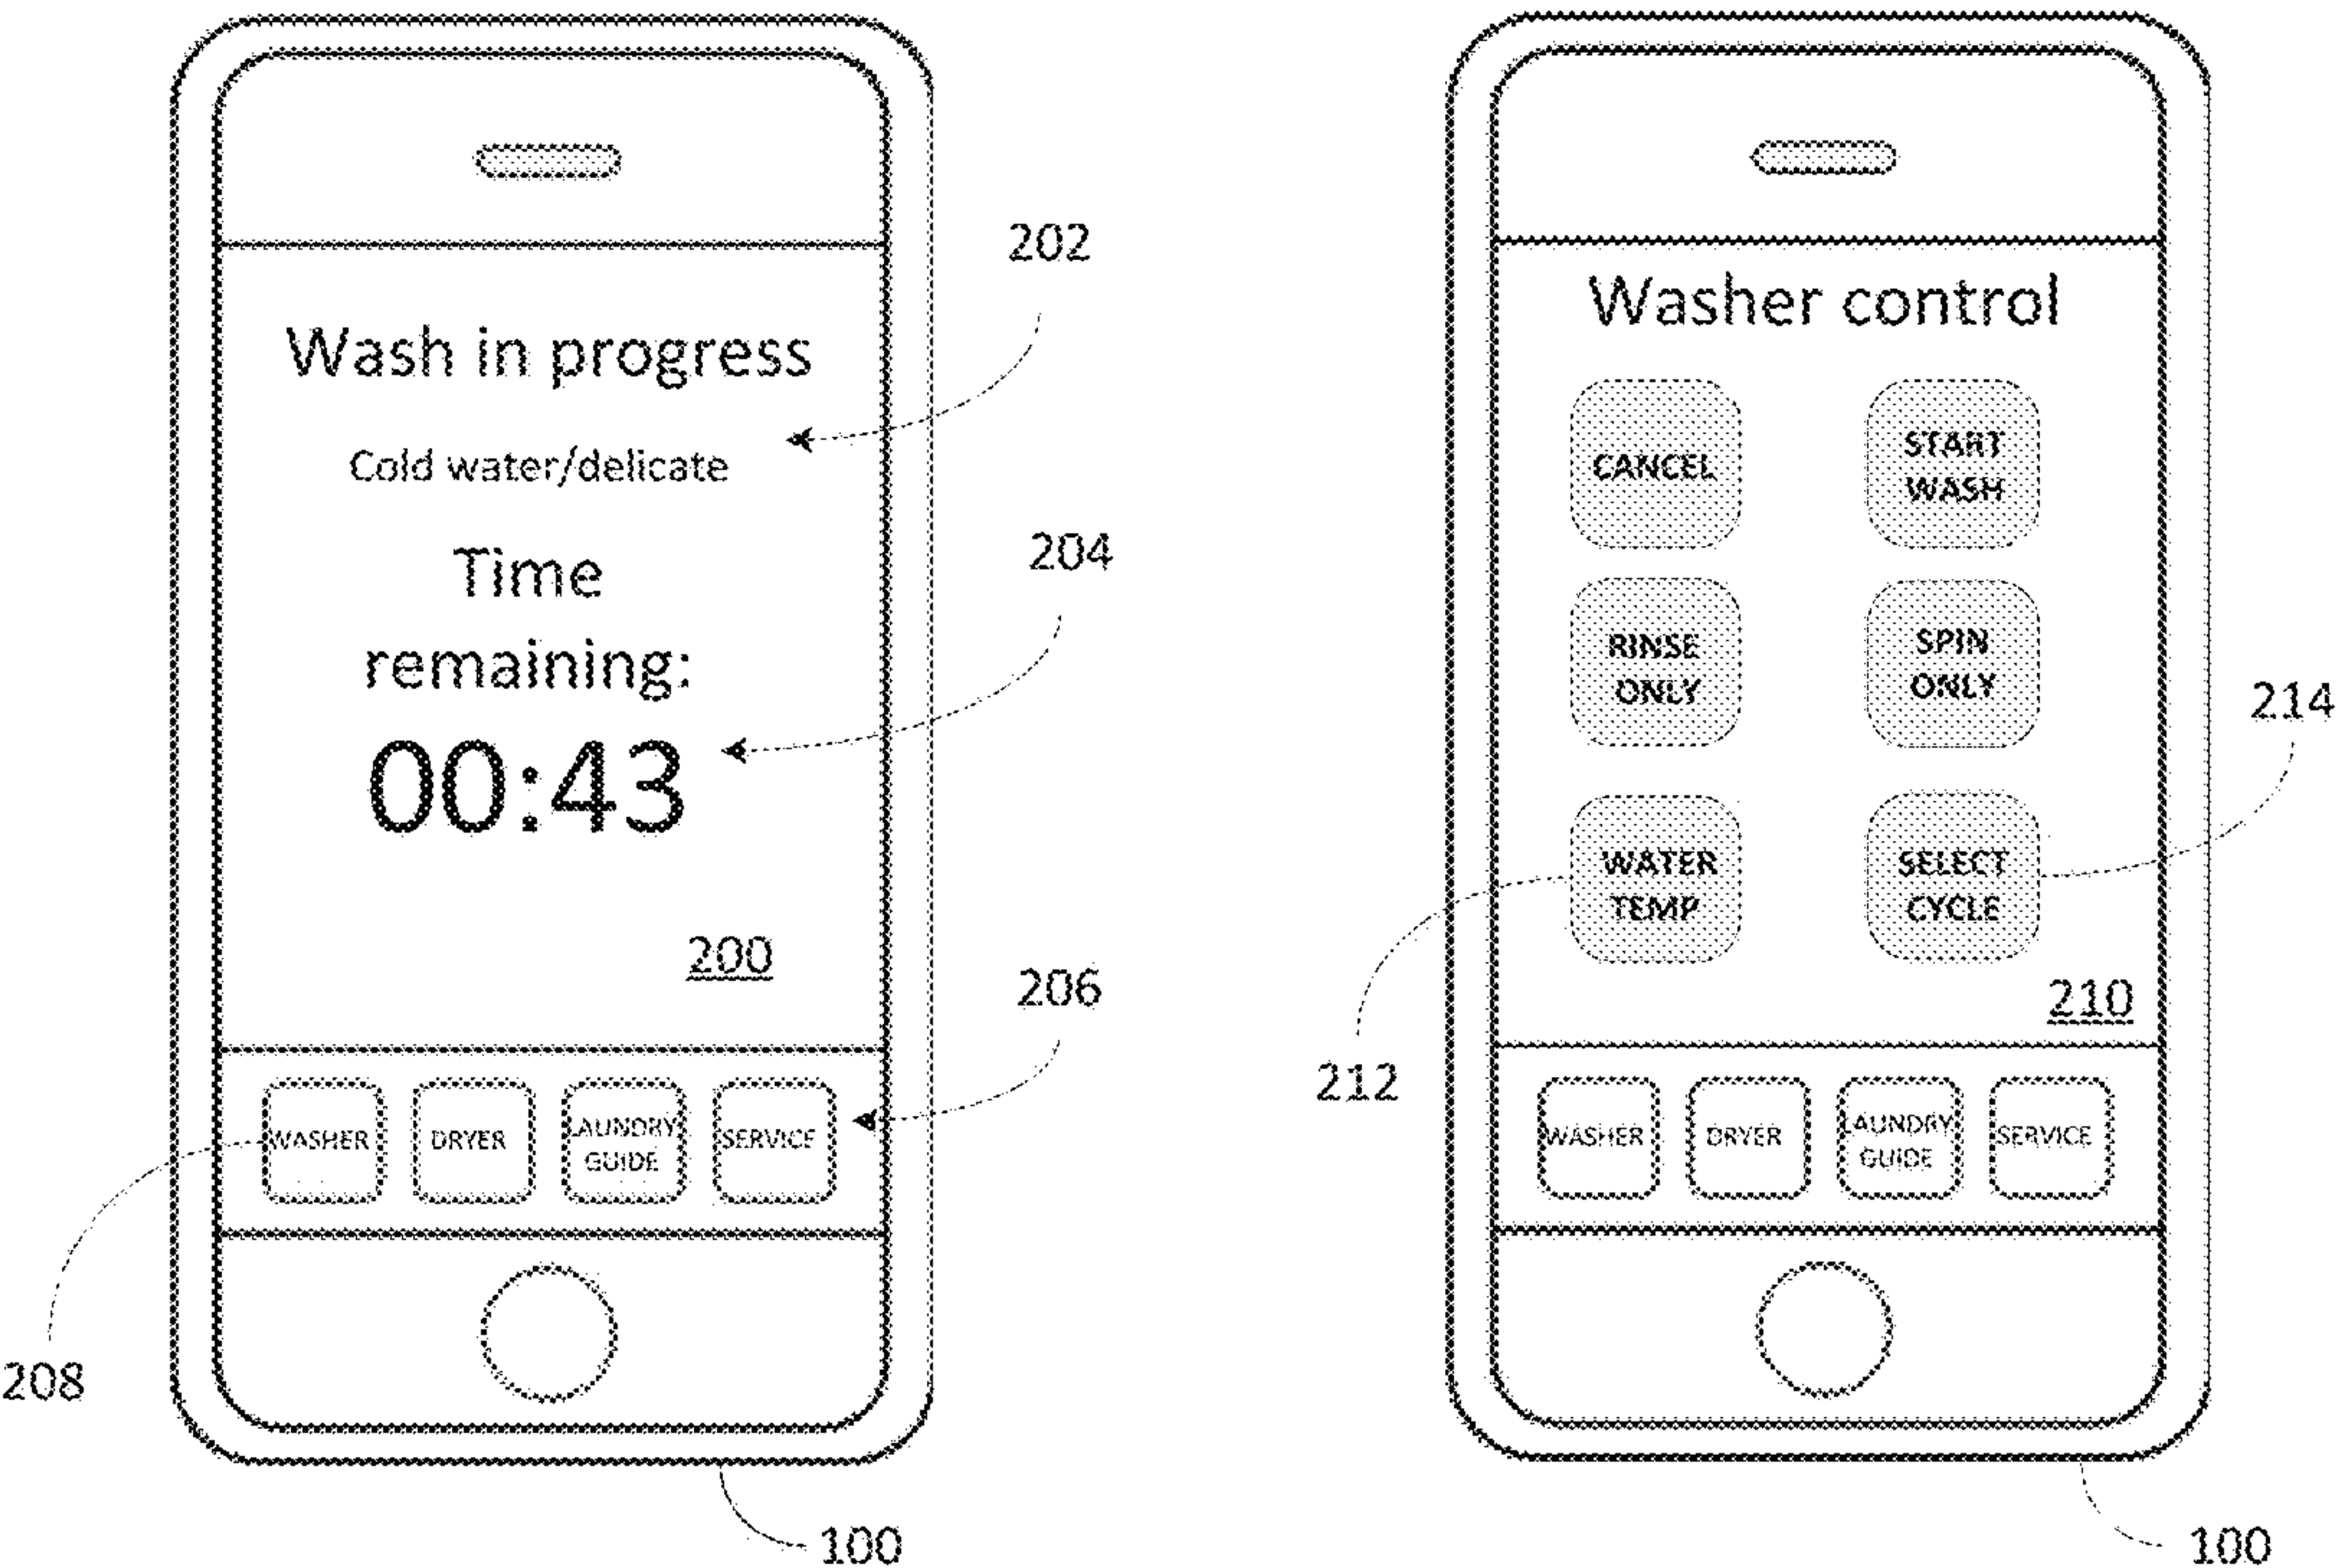 202
Wash in progress
Cold water/delicate
204
Time
remaining:
00:43
200
206
WASHER
DRYER
LAUNDRY
GUIDE
SERVICE
208
100
Washer control
CANCEL
START
WASH
RINSE
ONLY
SPIN
ONLY
214
WATER
TEMP
SELECT
CYCLE
210
212
WASHER
DRYER
LAUNDRY
GUIDE
SERVICE
100